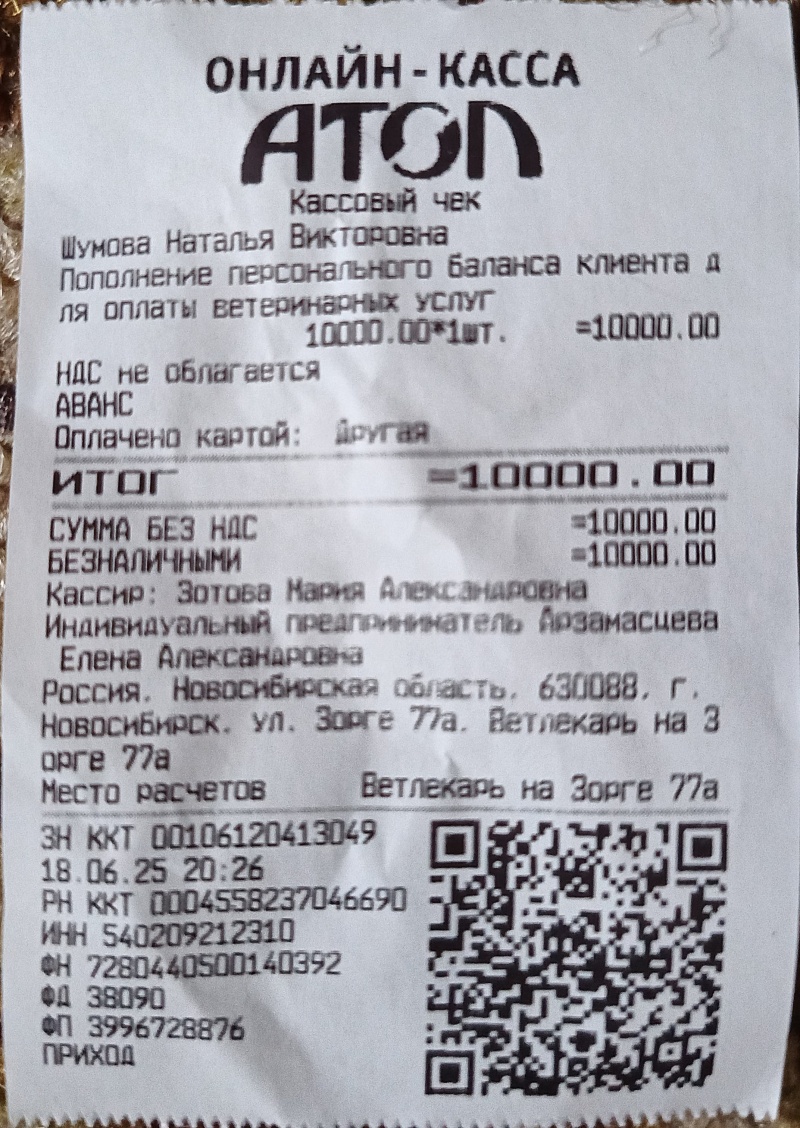 ОНЛАЙН-КАССА
АТОЛ
Кассовый чек
Шумова Наталья Викторовна
Пополнение персонального баланса клиента д
ля оплаты ветеринарных услуг
10000.00*1шт. =10000.00
НДС не облагается
АВАНС
Оплачено картой: Другая
ИТОГ =10000.00
СУММА БЕЗ НДС =10000.00
БЕЗНАЛИЧНЫМИ =10000.00
Кассир: Зотова Мария Александровна
Индивидуальный предприниматель Арзамасцева
Елена Александровна
Россия, Новосибирская область, 630088, г.
Новосибирск, ул. Зорге 77а, Ветлекарь на З
орге 77а
Место расчетов Ветлекарь на Зорге 77а
ЗН ККТ 00106120413049
18.06.25 20:26
РН ККТ 0004558237046690
ИНН 540209212310
ФН 7280440500140392
ФД 38090
ФП 3996728876
ПРИХОД